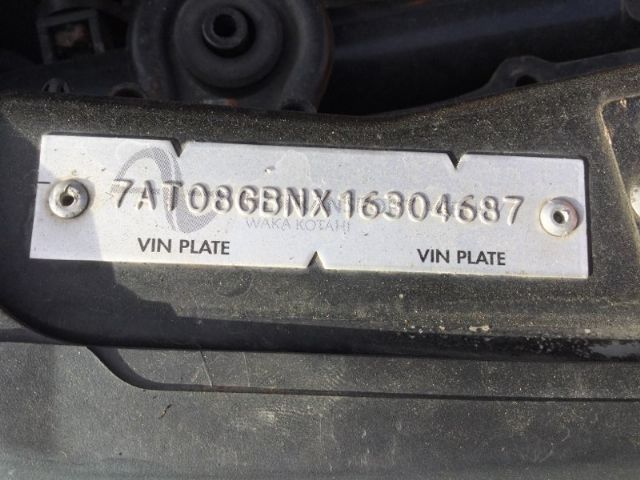 7AT08GBNX16304687
WAKA KOTAHI
VIN PLATE
VIN PLATE